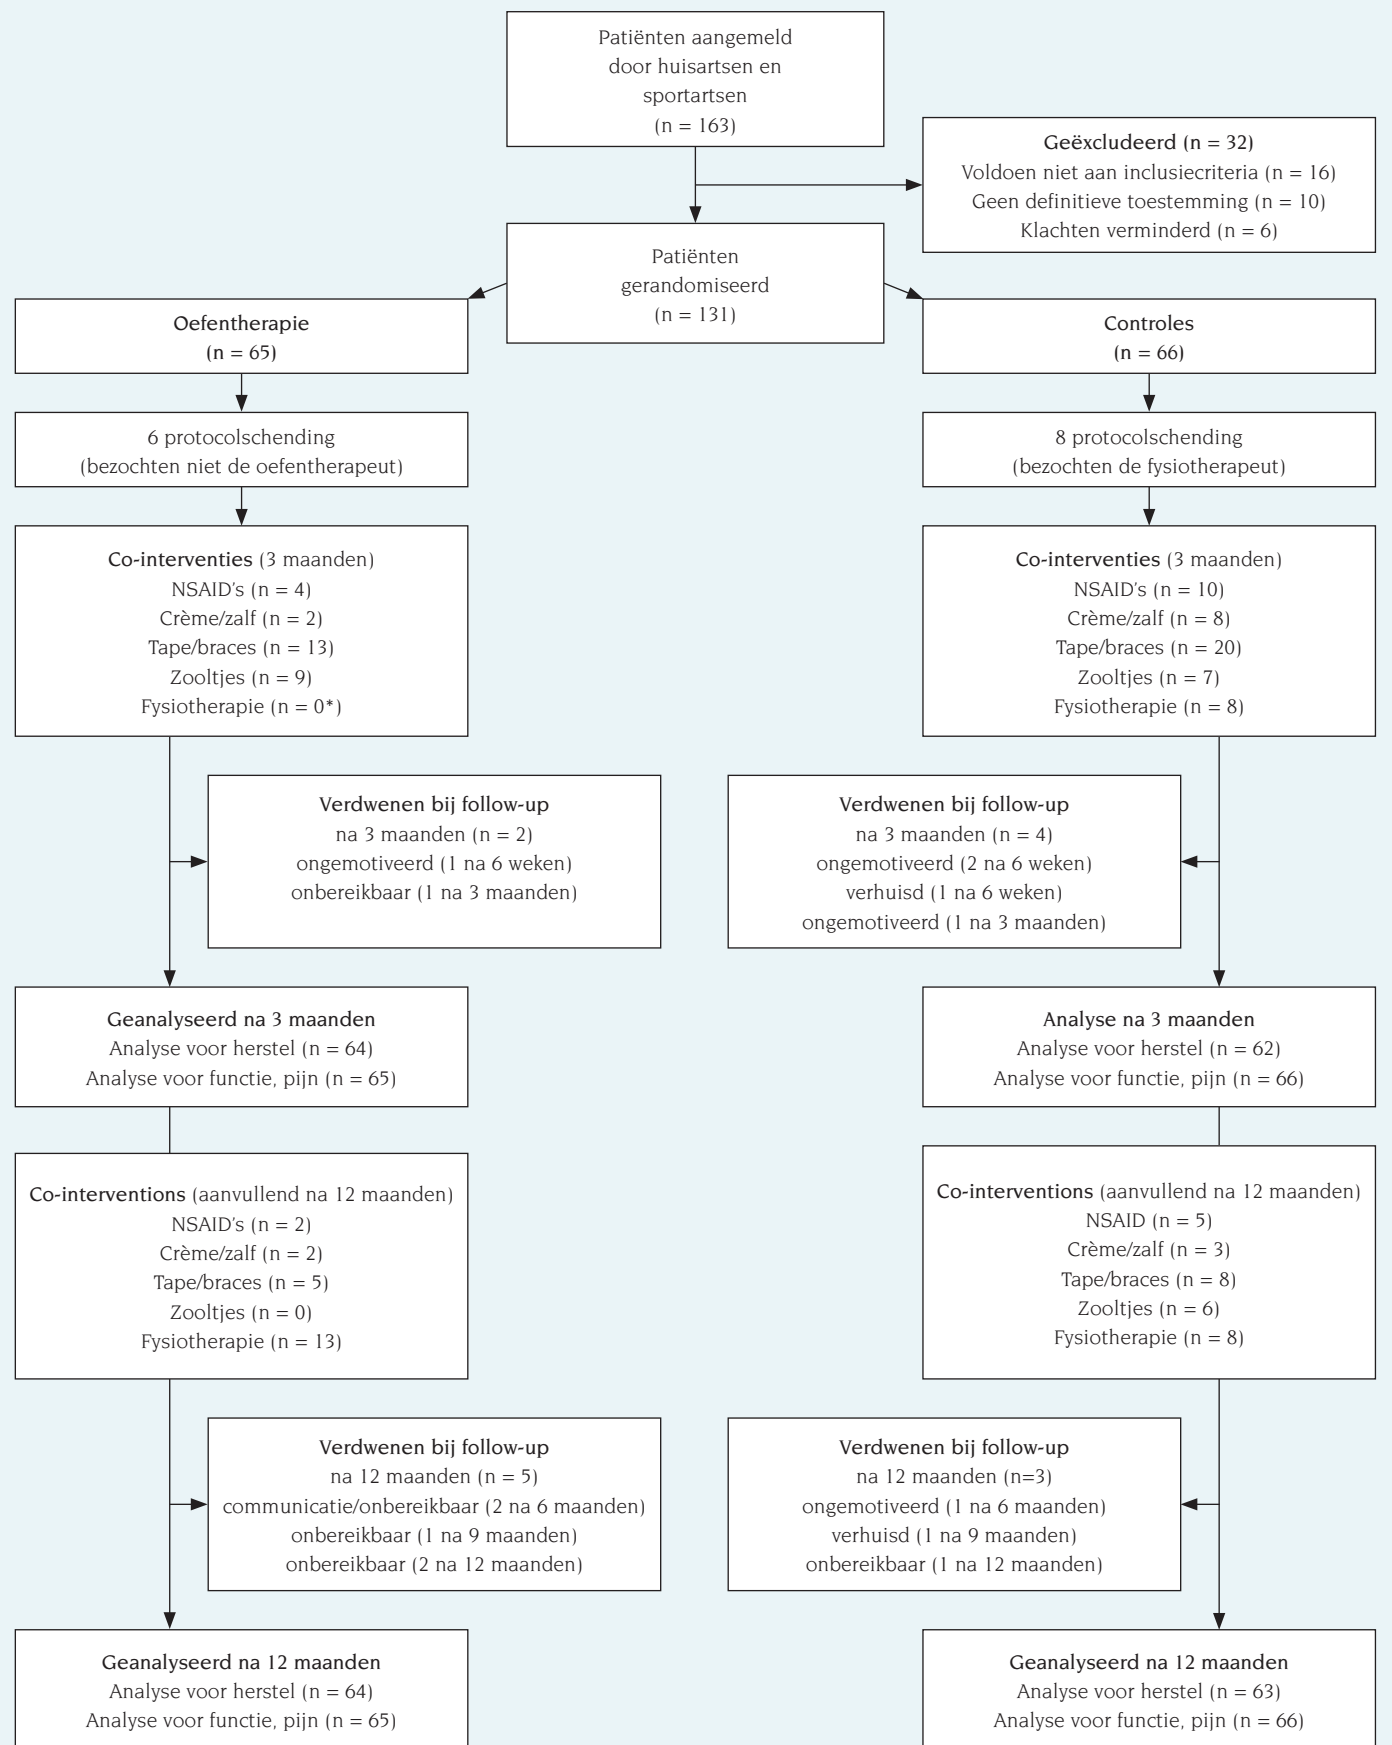 Patiënten aangemeld
door huisartsen en
sportartsen
(n = 163)
Geëxcludeerd (n = 32)
Voldoen niet aan inclusiecriteria (n = 16)
Geen definitieve toestemming (n = 10)
Klachten verminderd (n = 6)
Patiënten
gerandomiseerd
(n = 131)
Oefentherapie
(n = 65)
Controles
(n = 66)
6 protocolschending
(bezochten niet de oefentherapeut)
8 protocolschending
(bezochten de fysiotherapeut)
Co-interventies (3 maanden)
NSAID's (n = 4)
Crème/zalf (n = 2)
Tape/braces (n = 13)
Zooltjes (n = 9)
Fysiotherapie (n = 0*)
Co-interventies (3 maanden)
NSAID's (n = 10)
Crème/zalf (n = 8)
Tape/braces (n = 20)
Zooltjes (n = 7)
Fysiotherapie (n = 8)
Verdwenen bij follow-up
na 3 maanden (n = 2)
ongemotiveerd (1 na 6 weken)
onbereikbaar (1 na 3 maanden)
Verdwenen bij follow-up
na 3 maanden (n = 4)
ongemotiveerd (2 na 6 weken)
verhuisd (1 na 6 weken)
ongemotiveerd (1 na 3 maanden)
Geanalyseerd na 3 maanden
Analyse voor herstel (n = 64)
Analyse voor functie, pijn (n = 65)
Analyse na 3 maanden
Analyse voor herstel (n = 62)
Analyse voor functie, pijn (n = 66)
Co-interventions (aanvullend na 12 maanden)
NSAID's (n = 2)
Crème/zalf (n = 2)
Tape/braces (n = 5)
Zooltjes (n = 0)
Fysiotherapie (n = 13)
Co-interventions (aanvullend na 12 maanden)
NSAID (n = 5)
Crème/zalf (n = 3)
Tape/braces (n = 8)
Zooltjes (n = 6)
Fysiotherapie (n = 8)
Verdwenen bij follow-up
na 12 maanden (n = 5)
communicatie/onbereikbaar (2 na 6 maanden)
onbereikbaar (1 na 9 maanden)
onbereikbaar (2 na 12 maanden)
Verdwenen bij follow-up
na 12 maanden (n=3)
ongemotiveerd (1 na 6 maanden)
verhuisd (1 na 9 maanden)
onbereikbaar (1 na 12 maanden)
Geanalyseerd na 12 maanden
Analyse voor herstel (n = 64)
Analyse voor functie, pijn (n = 65)
Geanalyseerd na 12 maanden
Analyse voor herstel (n = 63)
Analyse voor functie, pijn (n = 66)